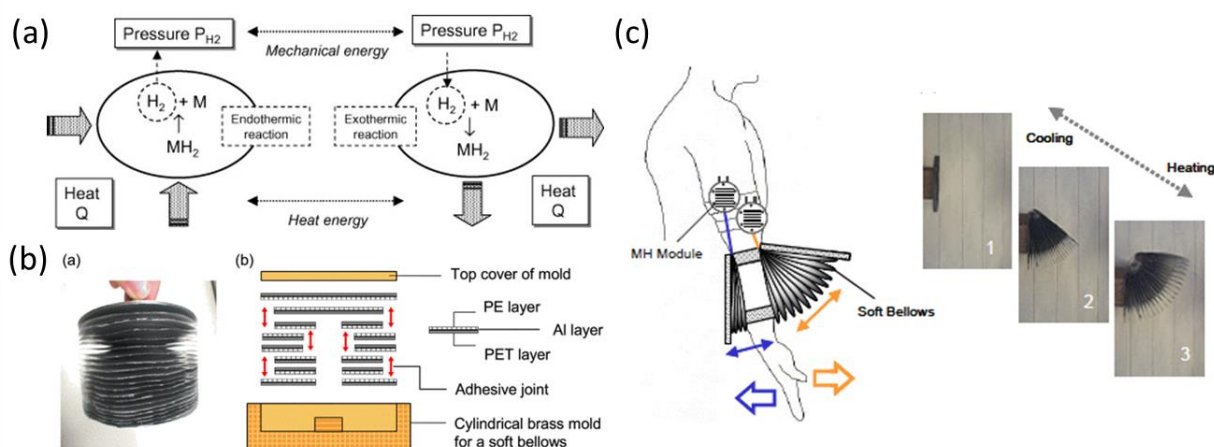 (a)
Pressure P_H2
Pressure P_H2
Mechanical energy
H2 + M
MH2
Endothermic
reaction
Exothermic
reaction
H2 + M
MH2
Heat
Q
Heat
Q
Heat energy
(b)
(a)
(b)
Top cover of mold
PE layer
Al layer
PET layer
Adhesive joint
Cylindrical brass mold
for a soft bellows
(c)
MH Module
Soft Bellows
Cooling
Heating
1
2
3